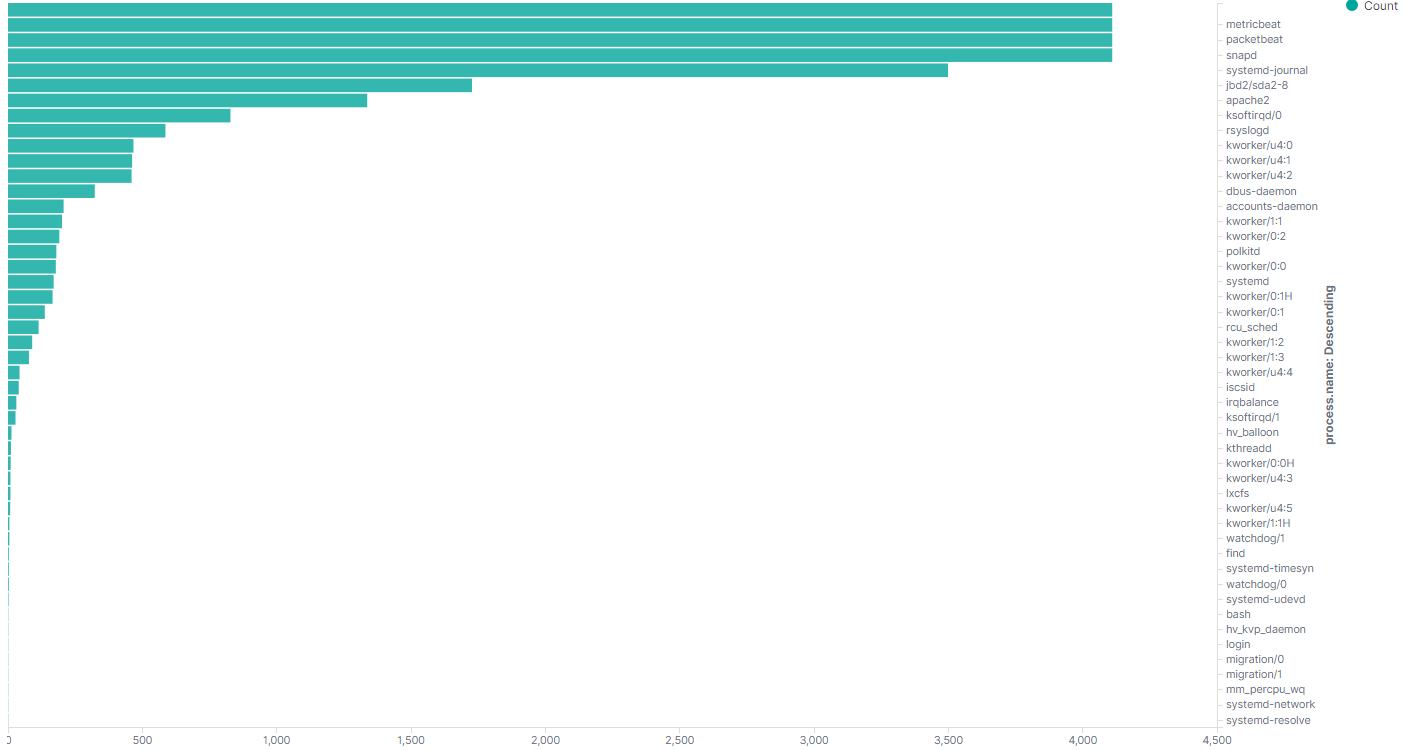 Count
metricbeat
packetbeat
snapd
systemd-journal
jbd2/sda2-8
apache2
ksoftirqd/0
rsyslogd
kworker/u4:0
kworker/u4:1
kworker/u4:2
dbus-daemon
accounts-daemon
kworker/1:1
kworker/0:2
polkitd
kworker/0:0
systemd
kworker/0:1H
kworker/0:1
rcu_sched
kworker/1:2
kworker/1:3
kworker/u4:4
iscsid
irqbalance
ksoftirqd/1
hv_balloon
kthreadd
kworker/0:0H
kworker/u4:3
lxcfs
kworker/u4:5
kworker/1:1H
watchdog/1
find
systemd-timesyn
watchdog/0
systemd-udevd
bash
hv_kvp_daemon
login
migration/0
migration/1
mm_percpu_wq
systemd-network
systemd-resolve
process.name: Descending
0 500 1,000 1,500 2,000 2,500 3,000 3,500 4,000 4,500